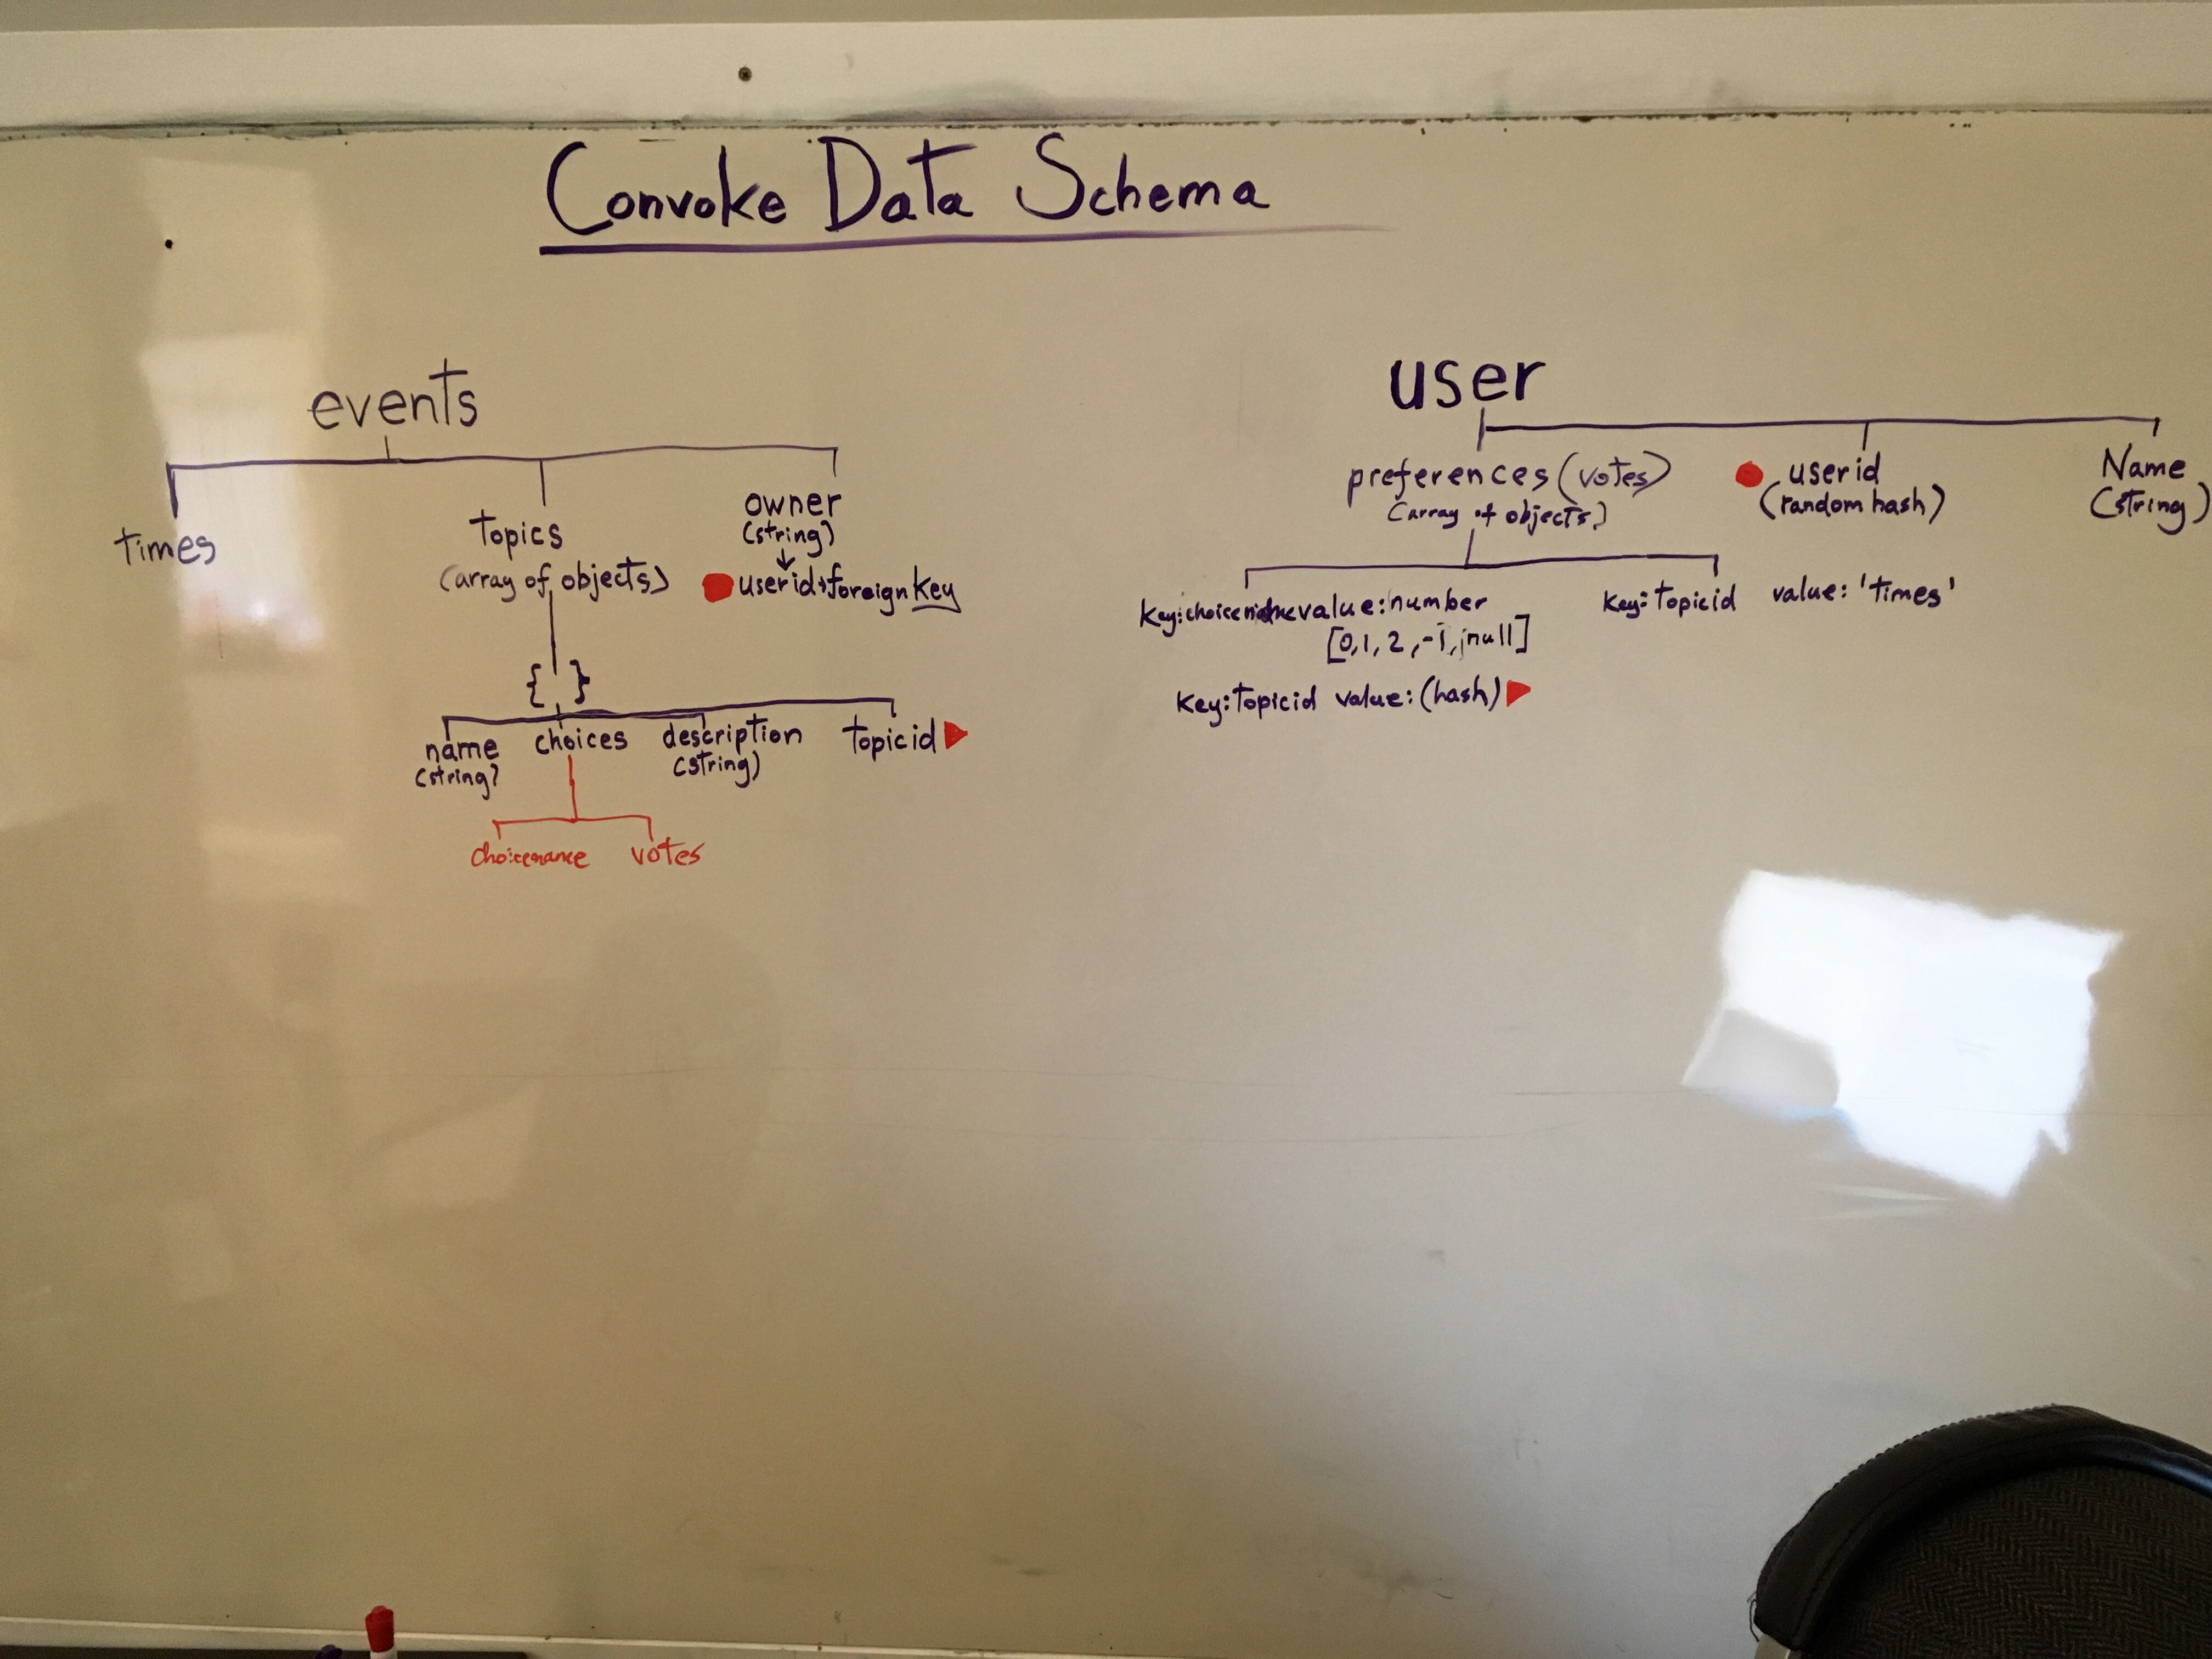 Convoke Data Schema
events
times
topics
(array of objects)
owner
(string)
userid→foreign key
{ }
name
(string)
choices
description
(string)
topicid
choicename
votes
user
preferences (votes)
(array of objects)
userid
(random hash)
Name
(string)
key: choicename value: number
[0, 1, 2, -1, null]
key: topicid value: (hash)
key: topicid value: 'times'